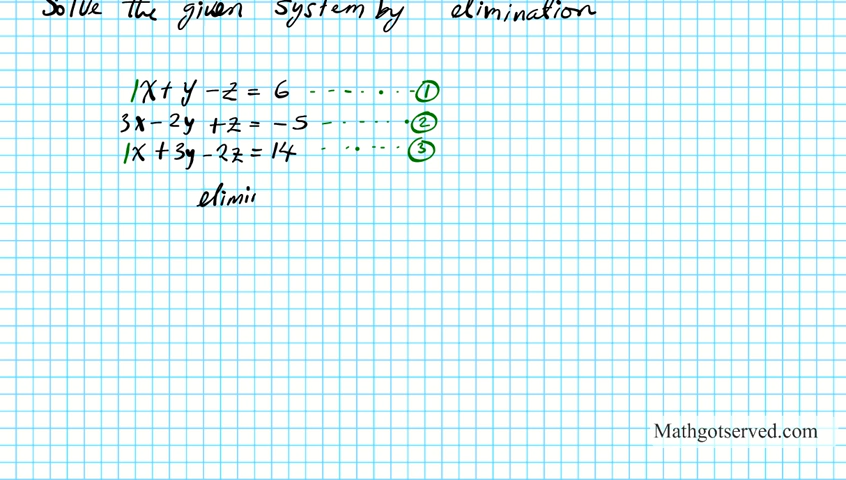 Solve the given system by elimination
1x + y - z = 6 ------- ①
3x - 2y + z = -5 ------- ②
1x + 3y - 2z = 14 ------ ③
elimi
Mathgotserved.com